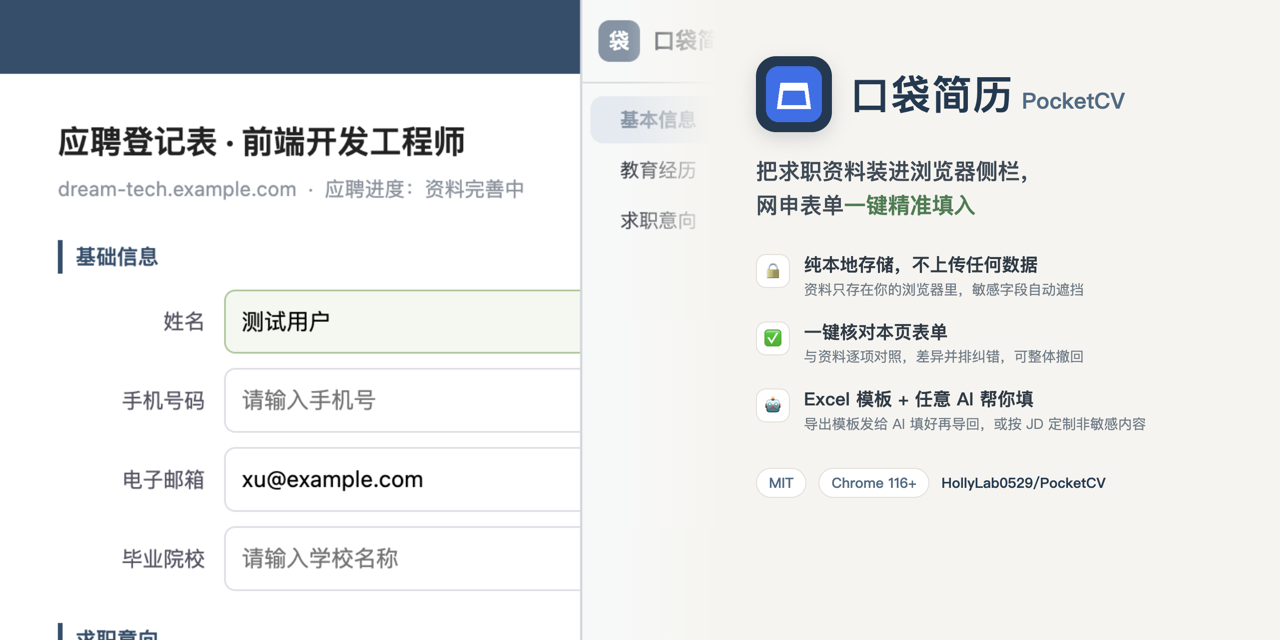 应聘登记表 · 前端开发工程师
dream-tech.example.com · 应聘进度：资料完善中
基础信息
姓名
测试用户
手机号码
请输入手机号
电子邮箱
xu@example.com
毕业院校
请输入学校名称
求职意向
袋
口袋简
基本信息
教育经历
求职意向
口袋简历 PocketCV
把求职资料装进浏览器侧栏，
网申表单一键精准填入
纯本地存储，不上传任何数据
资料只存在你的浏览器里，敏感字段自动遮挡
一键核对本页表单
与资料逐项对照，差异并排纠错，可整体撤回
Excel 模板 + 任意 AI 帮你填
导出模板发给 AI 填好再导回，或按 JD 定制非敏感内容
MIT
Chrome 116+
HollyLab0529/PocketCV